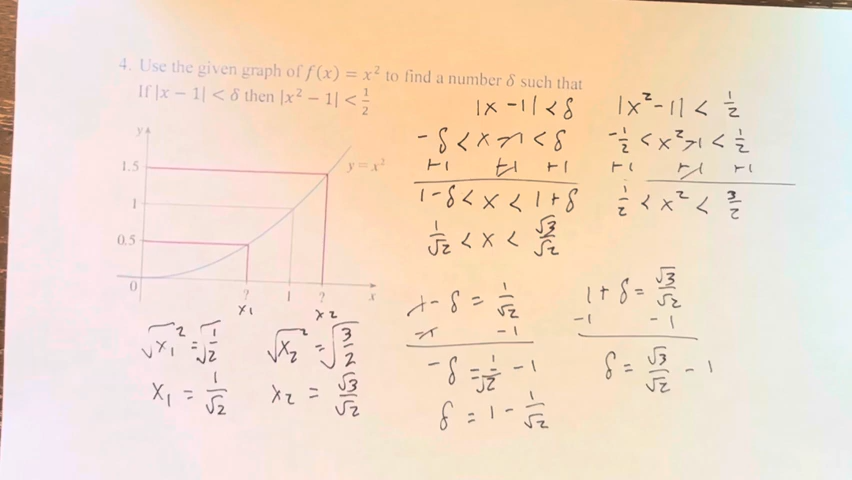 4. Use the given graph of f(x) = x² to find a number δ such that
If |x − 1| < δ then |x² − 1| < 1/2
y
1.5
1
0.5
0
?
1
?
x
y = x²
x₁
x₂
√x₁² = √1/2
x₁ = 1/√2
√x₂² = √3/2
x₂ = √3/√2
|x -1| < δ
-δ < x -1 < δ
+1 +1 +1
1-δ < x < 1+δ
1/√2 < x < √3/√2
|x² -1| < 1/2
-1/2 < x² -1 < 1/2
+1 +1 +1
1/2 < x² < 3/2
1 - δ = 1/√2
-1 -1
-δ = 1/√2 - 1
δ = 1 - 1/√2
1 + δ = √3/√2
-1 -1
δ = √3/√2 - 1